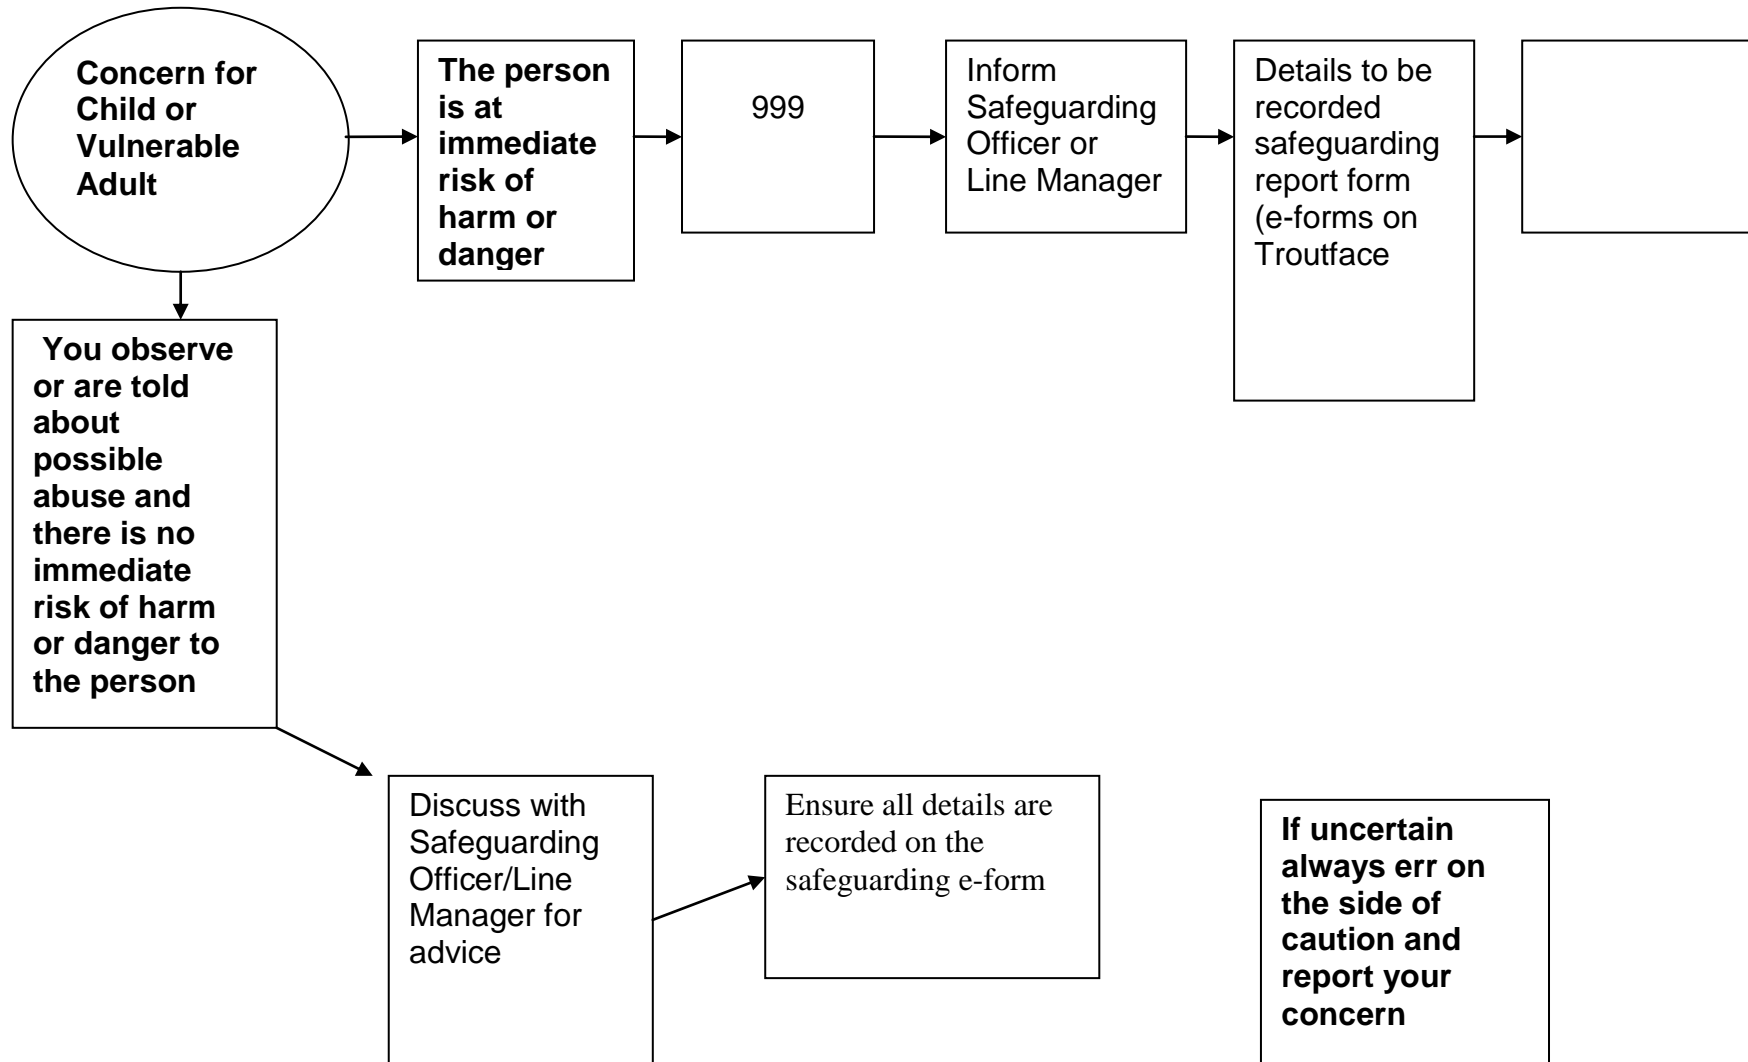 Concern for
Child or
Vulnerable
Adult
The person
is at
immediate
risk of
harm or
danger
999
Inform
Safeguarding
Officer or
Line Manager
Details to be
recorded
safeguarding
report form
(e-forms on
Troutface
You observe
or are told
about
possible
abuse and
there is no
immediate
risk of harm
or danger to
the person
Discuss with
Safeguarding
Officer/Line
Manager for
advice
Ensure all details are
recorded on the
safeguarding e-form
If uncertain
always err on
the side of
caution and
report your
concern